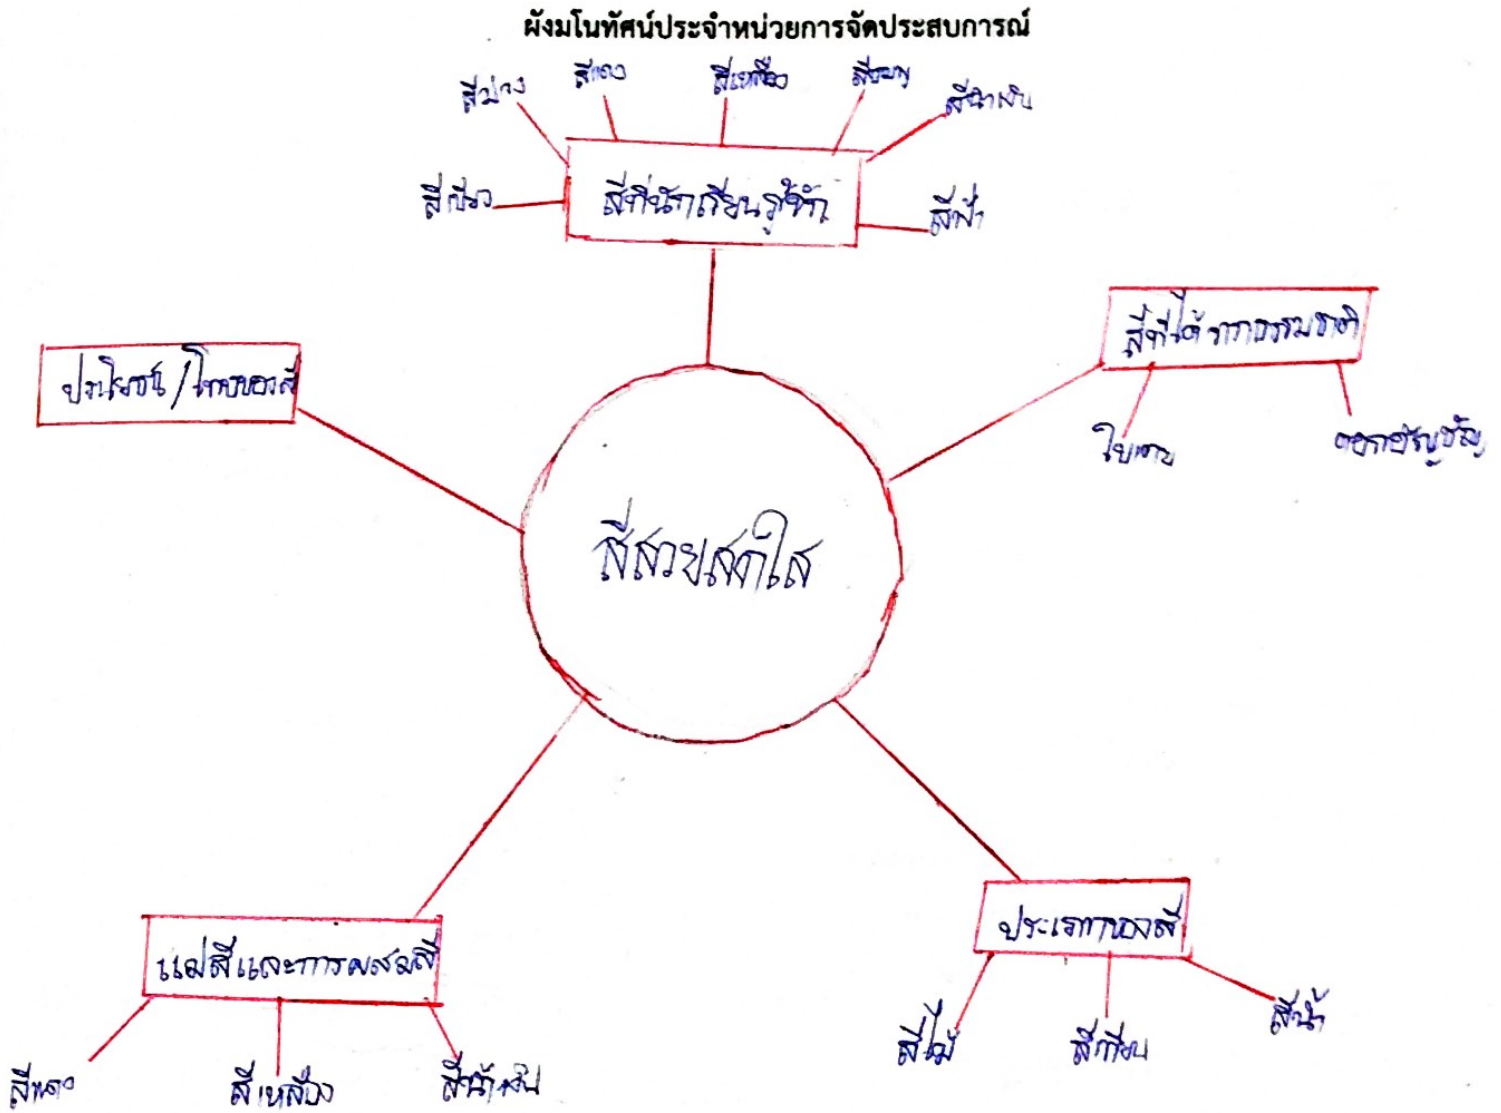 ผังมโนทัศน์ประจำหน่วยการจัดประสบการณ์
สีม่วง
สีแดง
สีเหลือง
สีชมพู
สีน้ำเงิน
สีเขียว
สีที่นักเรียนรู้จัก
สีฟ้า
สีที่ได้จากธรรมชาติ
ใบเตย
ดอกอัญชัญ
ประโยชน์/โทษของสี
สีสวยสดใส
แม่สีและการผสมสี
สีแดง
สีเหลือง
สีน้ำเงิน
ประเภทของสี
สีไม้
สีเทียน
สีน้ำ